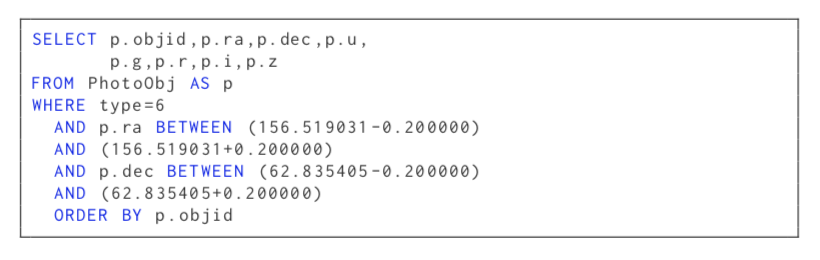 SELECT p.objid,p.ra,p.dec,p.u,
p.g,p.r,p.i,p.z
FROM PhotoObj AS p
WHERE type=6
AND p.ra BETWEEN (156.519031-0.200000)
AND (156.519031+0.200000)
AND p.dec BETWEEN (62.835405-0.200000)
AND (62.835405+0.200000)
ORDER BY p.objid